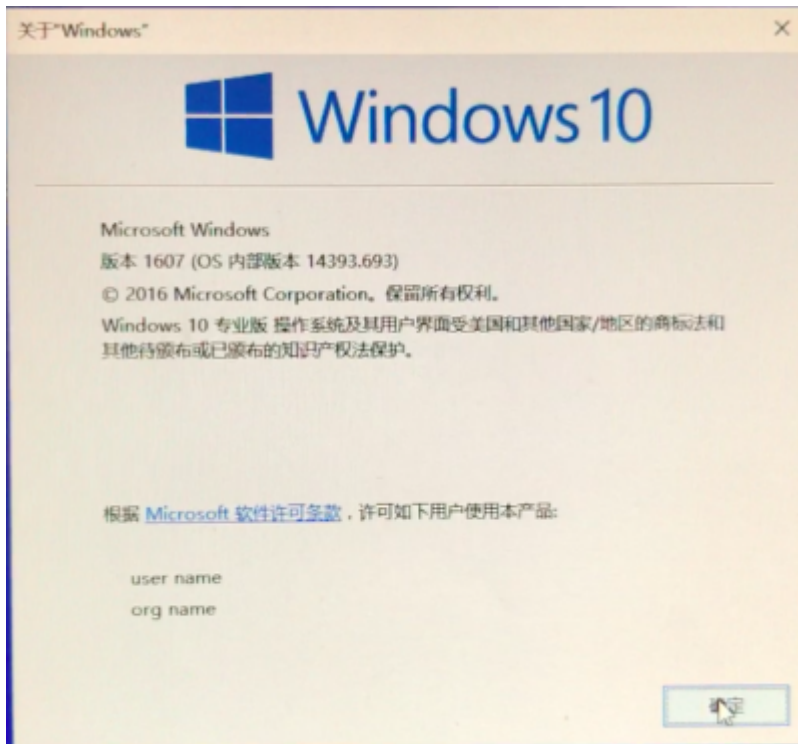 关于"Windows"
Windows 10
Microsoft Windows
版本 1607 (OS 内部版本 14393.693)
© 2016 Microsoft Corporation。保留所有权利。
Windows 10 专业版 操作系统及其用户界面受美国和其他国家/地区的商标法和
其他待颁布或已颁布的知识产权法保护。
根据 Microsoft 软件许可条款，许可如下用户使用本产品:
user name
org name
确定